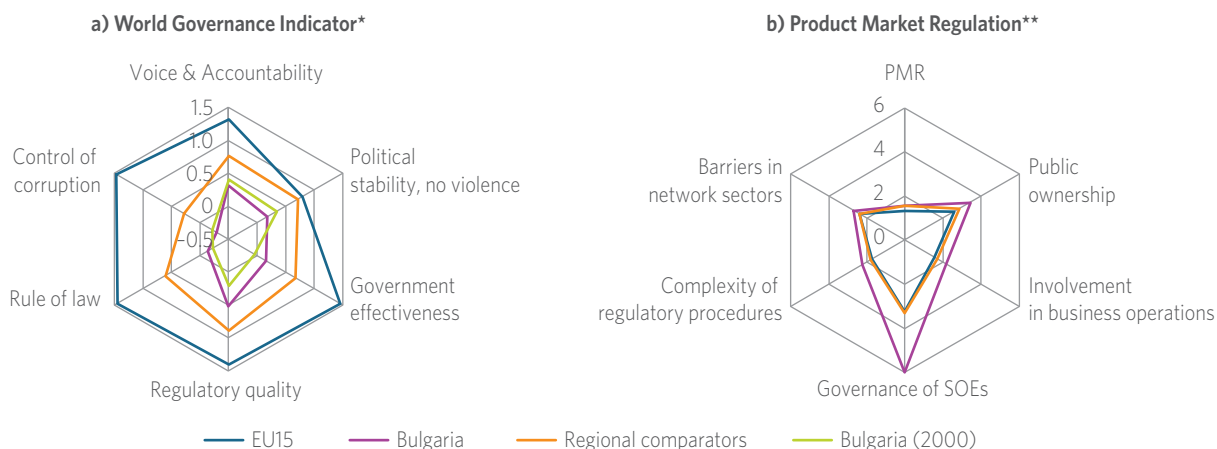 a) World Governance Indicator*
Voice & Accountability
1.5
1.0
0.5
0
-0.5
Political
stability, no violence
Government
effectiveness
Regulatory quality
Rule of law
Control of
corruption
b) Product Market Regulation**
PMR
6
4
2
0
Public
ownership
Involvement
in business operations
Governance of SOEs
Complexity of
regulatory procedures
Barriers in
network sectors
EU15
Bulgaria
Regional comparators
Bulgaria (2000)